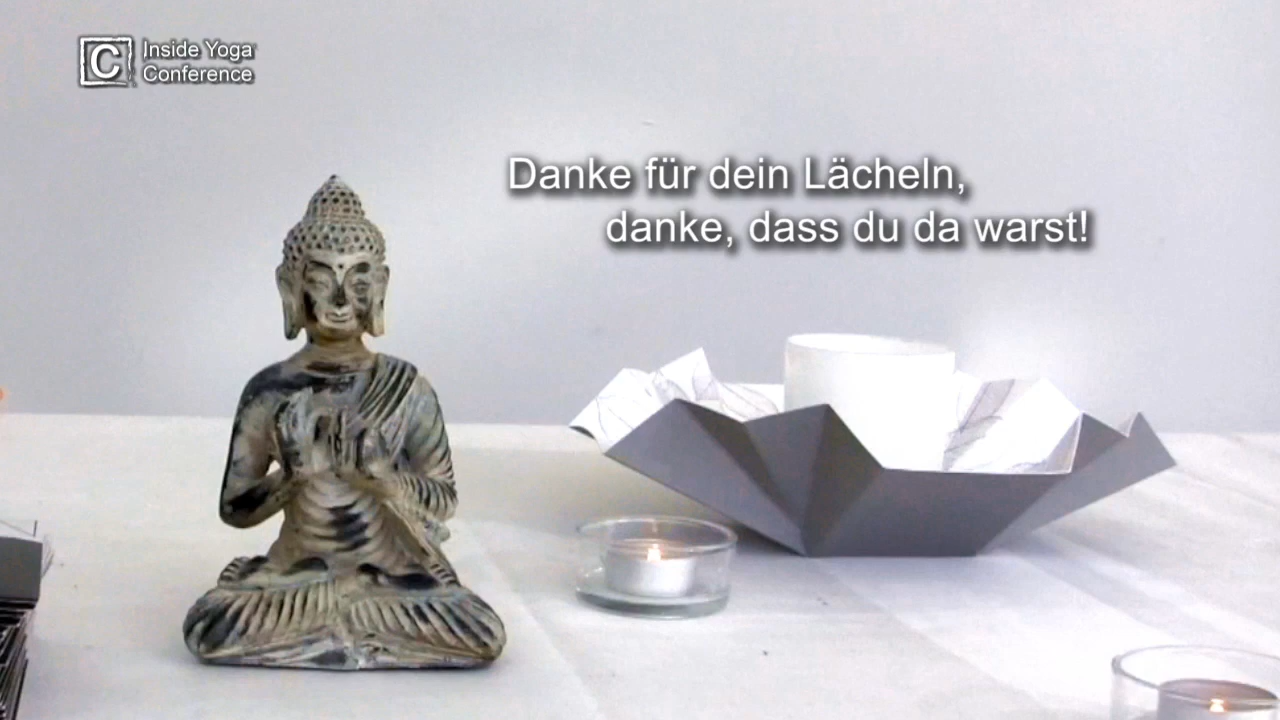 C
Inside Yoga
Conference
Danke für dein Lächeln,
danke, dass du da warst!